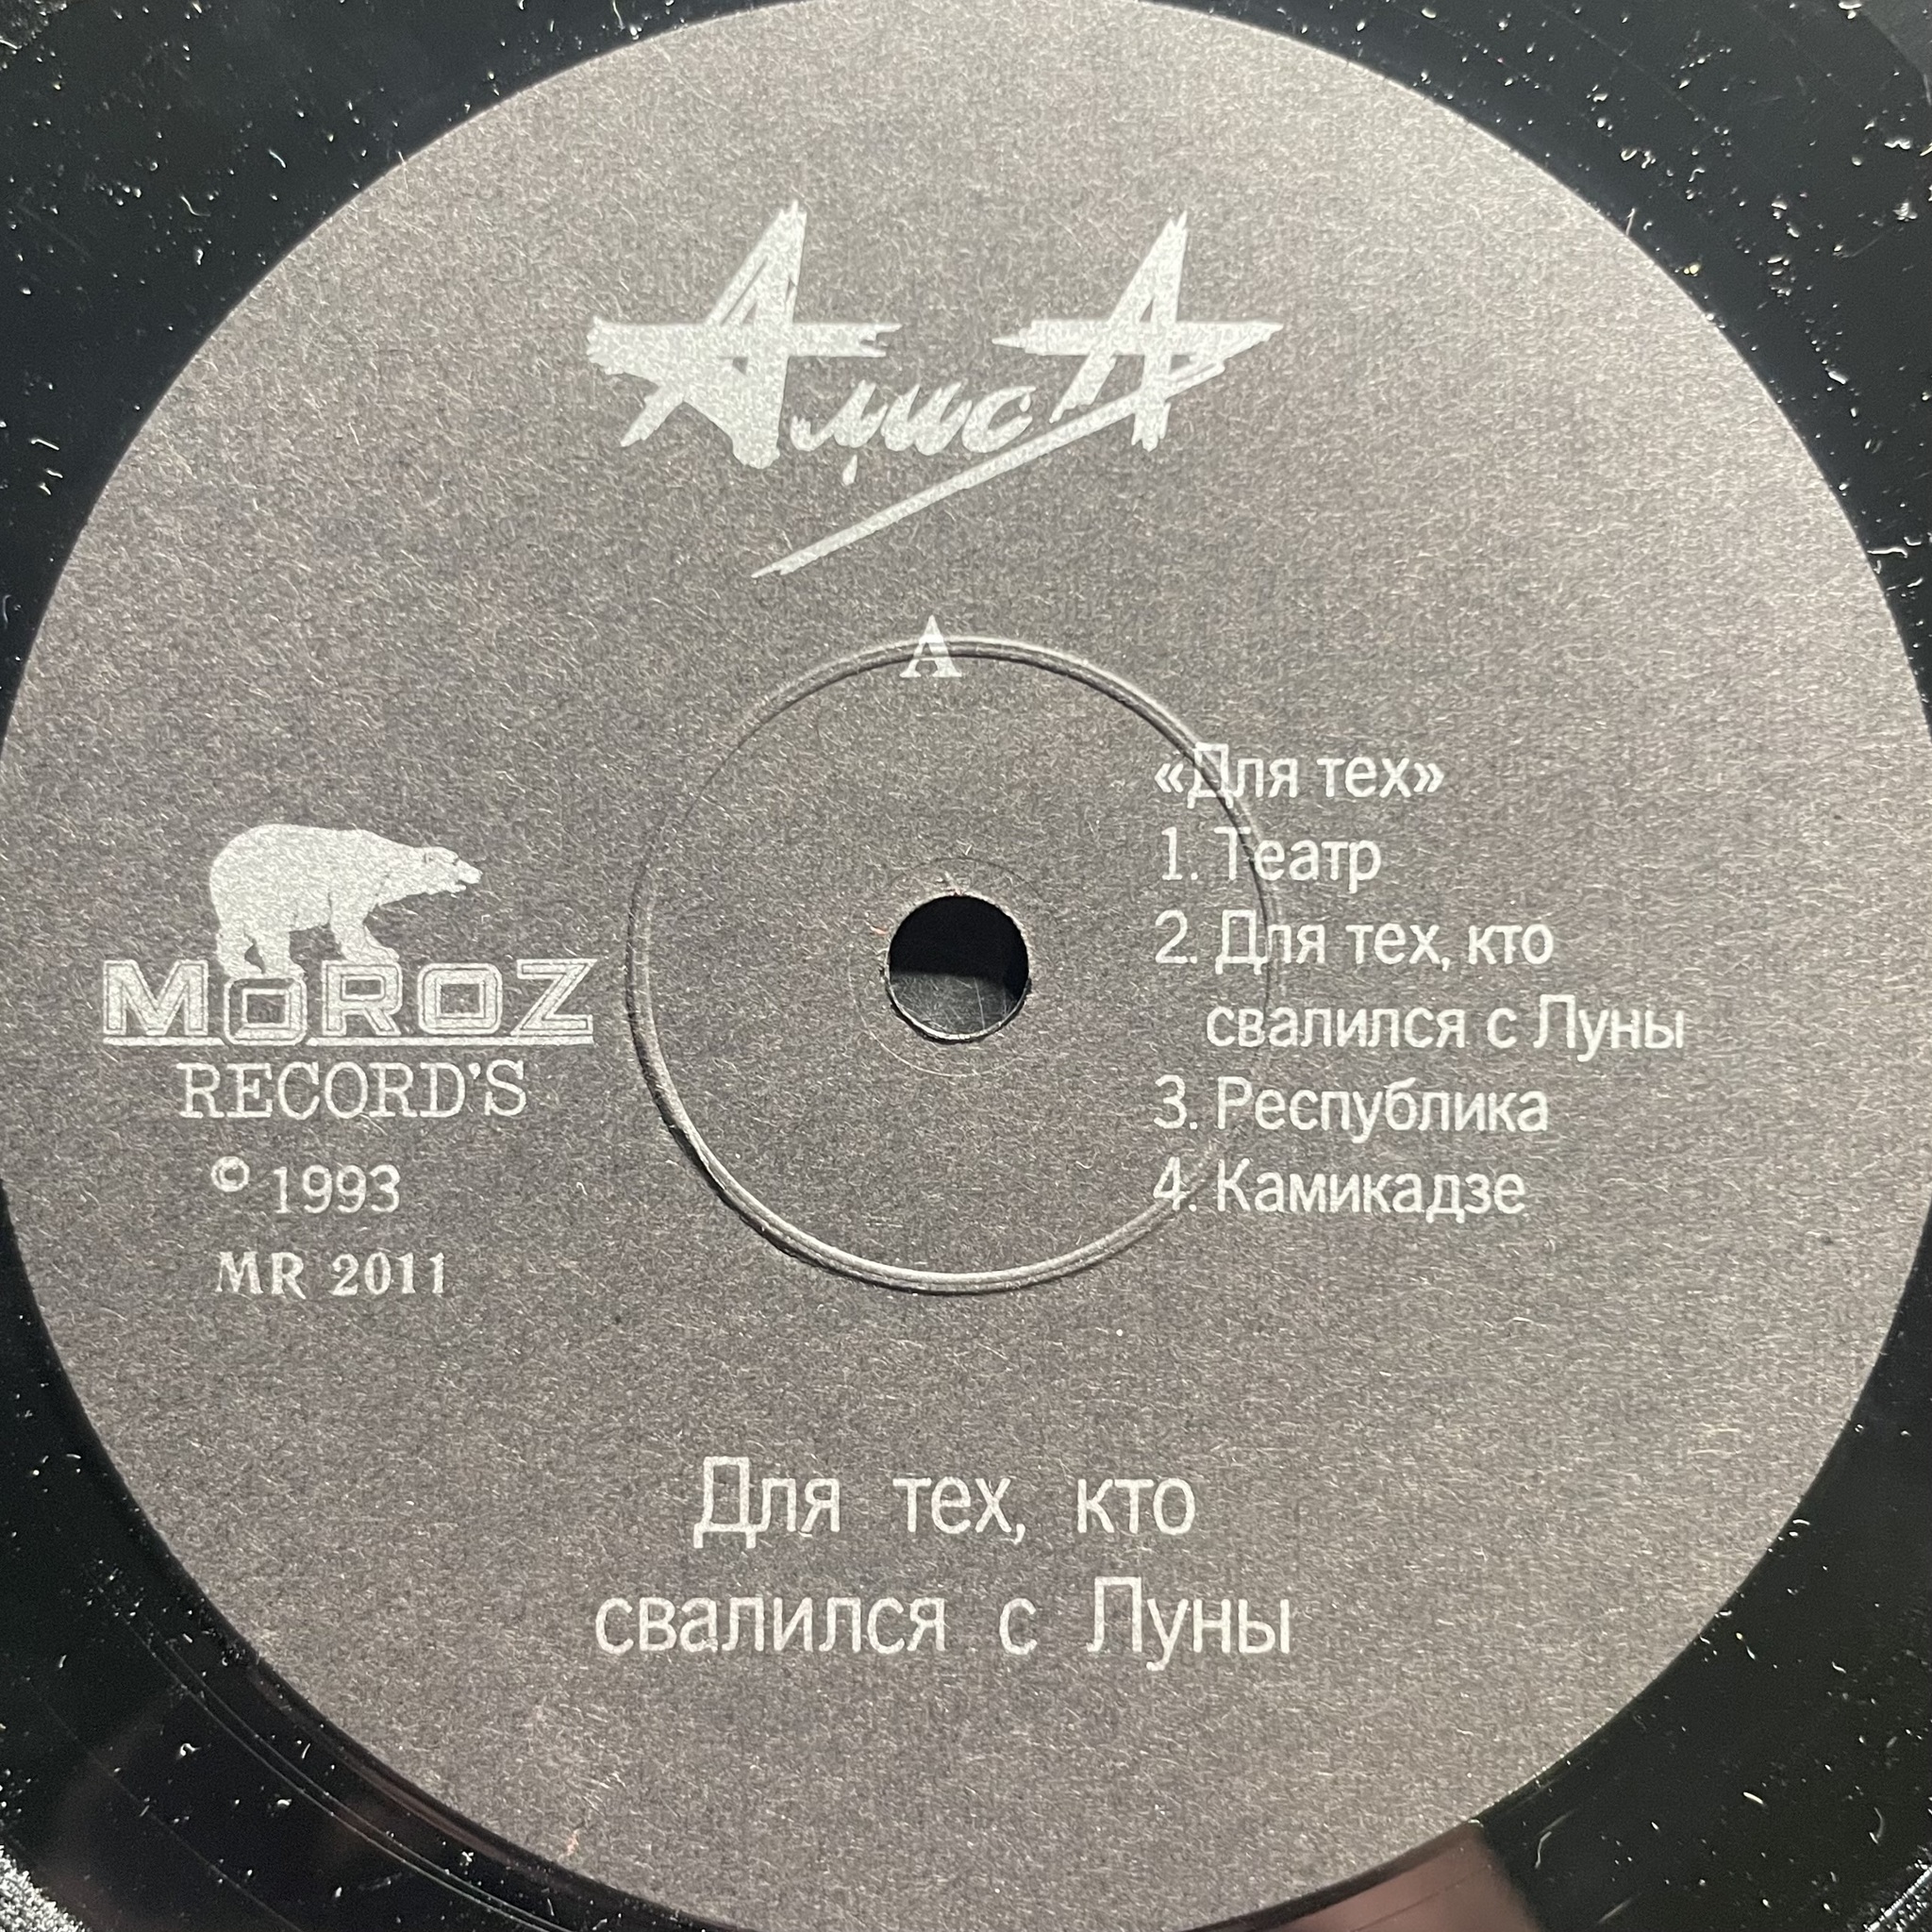 АлисА
A
«Для тех»
1. Театр
2. Для тех, кто
свалился с Луны
3. Республика
4. Камикадзе
MOROZ
RECORD'S
© 1993
MR 2011
Для тех, кто
свалился с Луны